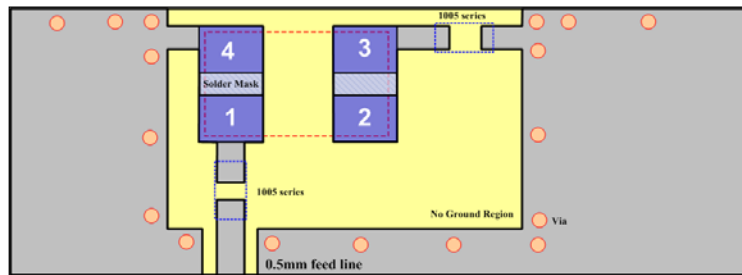 1005 series
4
3
Solder Mask
1
2
1005 series
No Ground Region
Via
0.5mm feed line